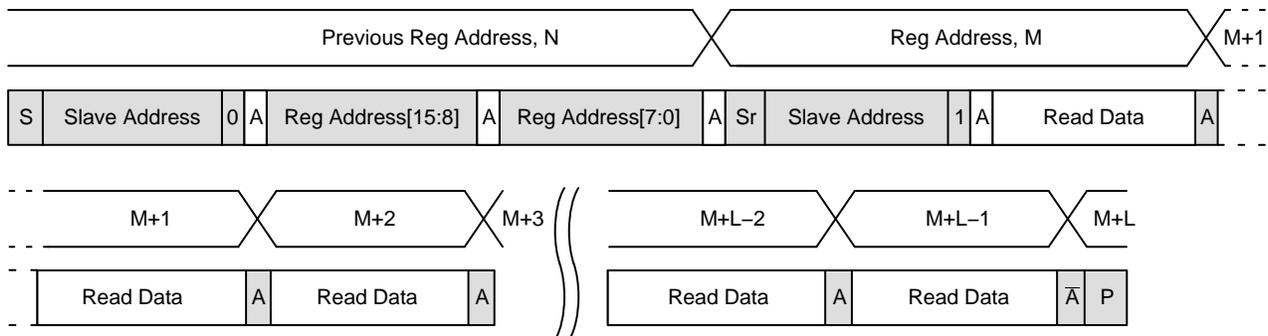 Previous Reg Address, N Reg Address, M M+1
S Slave Address 0 A Reg Address[15:8] A Reg Address[7:0] A Sr Slave Address 1 A Read Data A
M+1 M+2 M+3 M+L−2 M+L−1 M+L
Read Data A Read Data A Read Data A Read Data A̅ P